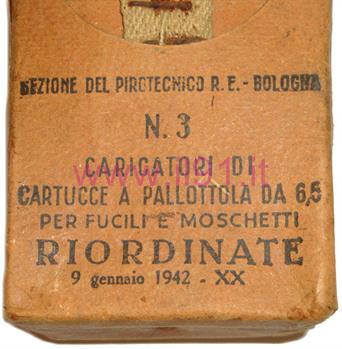 SEZIONE DEL PIROTECNICO R.E. - BOLOGNA
N. 3
CARICATORI DI
CARTUCCE A PALLOTTOLA DA 6,5
PER FUCILI E MOSCHETTI
RIORDINATE
9 gennaio 1942 - XX